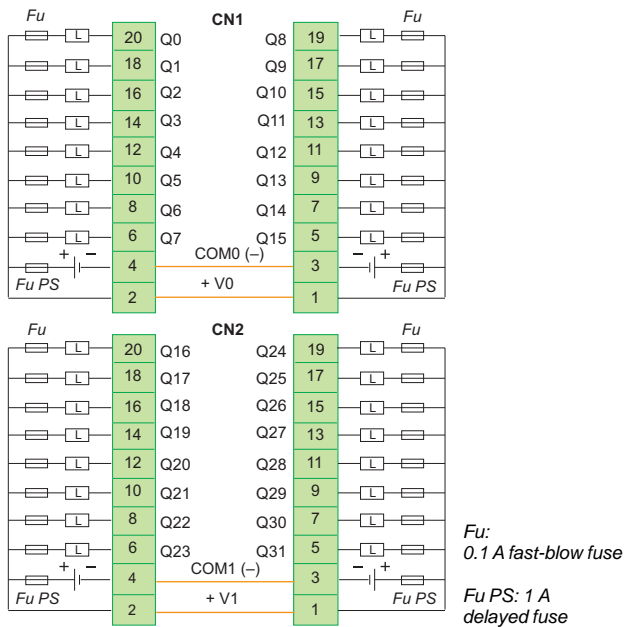 Fu CN1 Fu
L 20 Q0 Q8 19 L
L 18 Q1 Q9 17 L
L 16 Q2 Q10 15 L
L 14 Q3 Q11 13 L
L 12 Q4 Q12 11 L
L 10 Q5 Q13 9 L
L 8 Q6 Q14 7 L
L 6 Q7 Q15 5 L
+ – 4 COM0 (–) 3 – +
Fu PS + V0 Fu PS
2 1
Fu CN2 Fu
L 20 Q16 Q24 19 L
L 18 Q17 Q25 17 L
L 16 Q18 Q26 15 L
L 14 Q19 Q27 13 L
L 12 Q20 Q28 11 L
L 10 Q21 Q29 9 L
L 8 Q22 Q30 7 L
L 6 Q23 Q31 5 L
+ – 4 COM1 (–) 3 – +
Fu PS + V1 Fu PS
2 1
Fu:
0.1 A fast-blow fuse
Fu PS: 1 A
delayed fuse